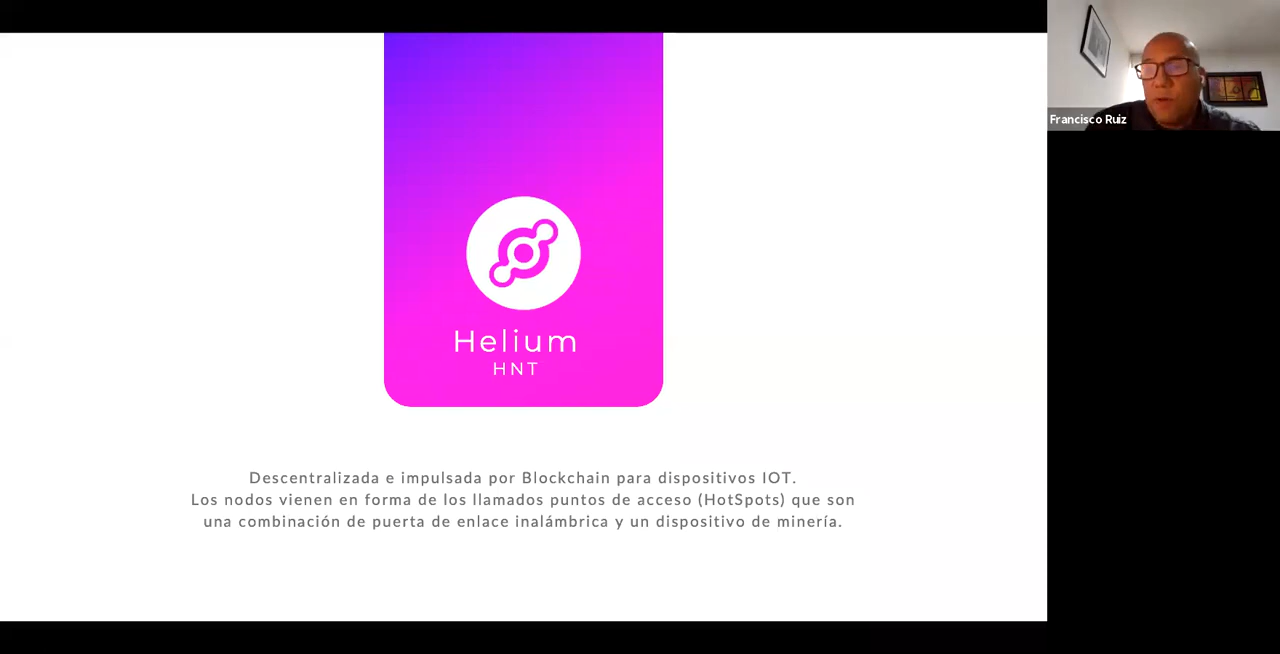 Helium
HNT
Descentralizada e impulsada por Blockchain para dispositivos IOT.
Los nodos vienen en forma de los llamados puntos de acceso (HotSpots) que son
una combinación de puerta de enlace inalámbrica y un dispositivo de minería.
Francisco Ruiz